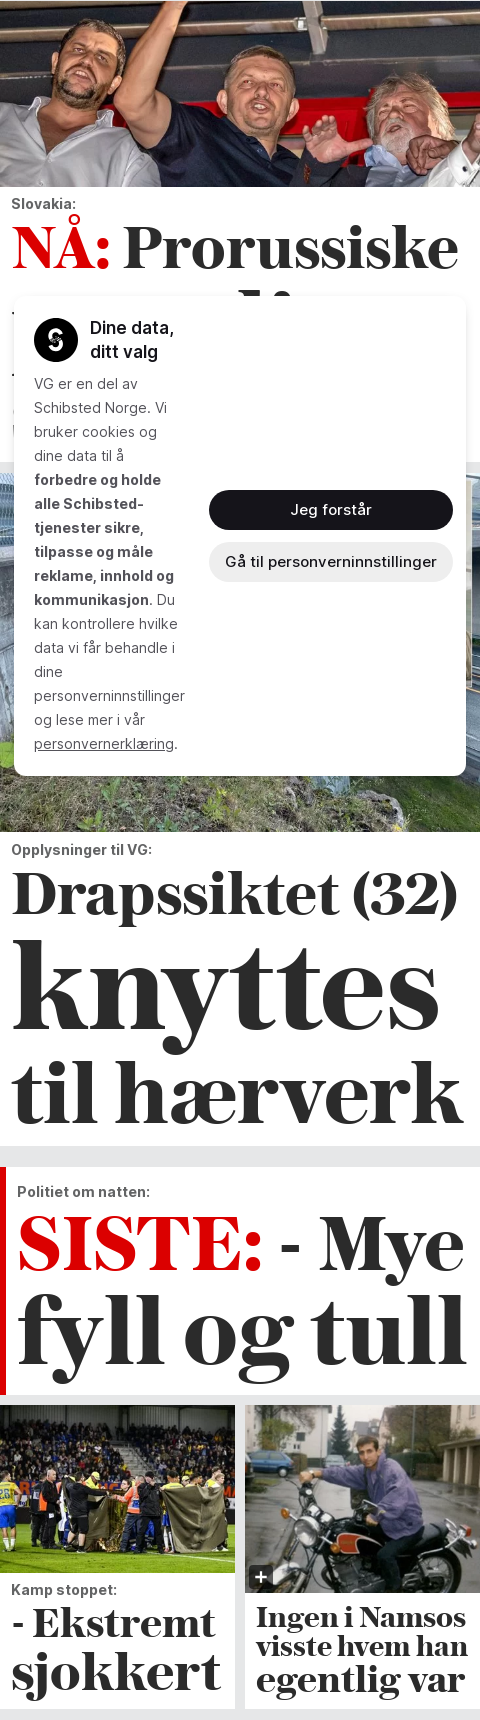 Slovakia:
NÅ: Prorussiske
Dine data,
ditt valg
VG er en del av
Schibsted Norge. Vi
bruker cookies og
dine data til å
forbedre og holde
alle Schibsted-
tjenester sikre,
tilpasse og måle
reklame, innhold og
kommunikasjon. Du
kan kontrollere hvilke
data vi får behandle i
dine
personverninnstillinger
og lese mer i vår
personvernerklæring.
Jeg forstår
Gå til personverninnstillinger
Opplysninger til VG:
Drapssiktet (32)
knyttes
til hærverk
Politiet om natten:
SISTE: - Mye
fyll og tull
Kamp stoppet:
- Ekstremt
sjokkert
Ingen i Namsos
visste hvem han
egentlig var